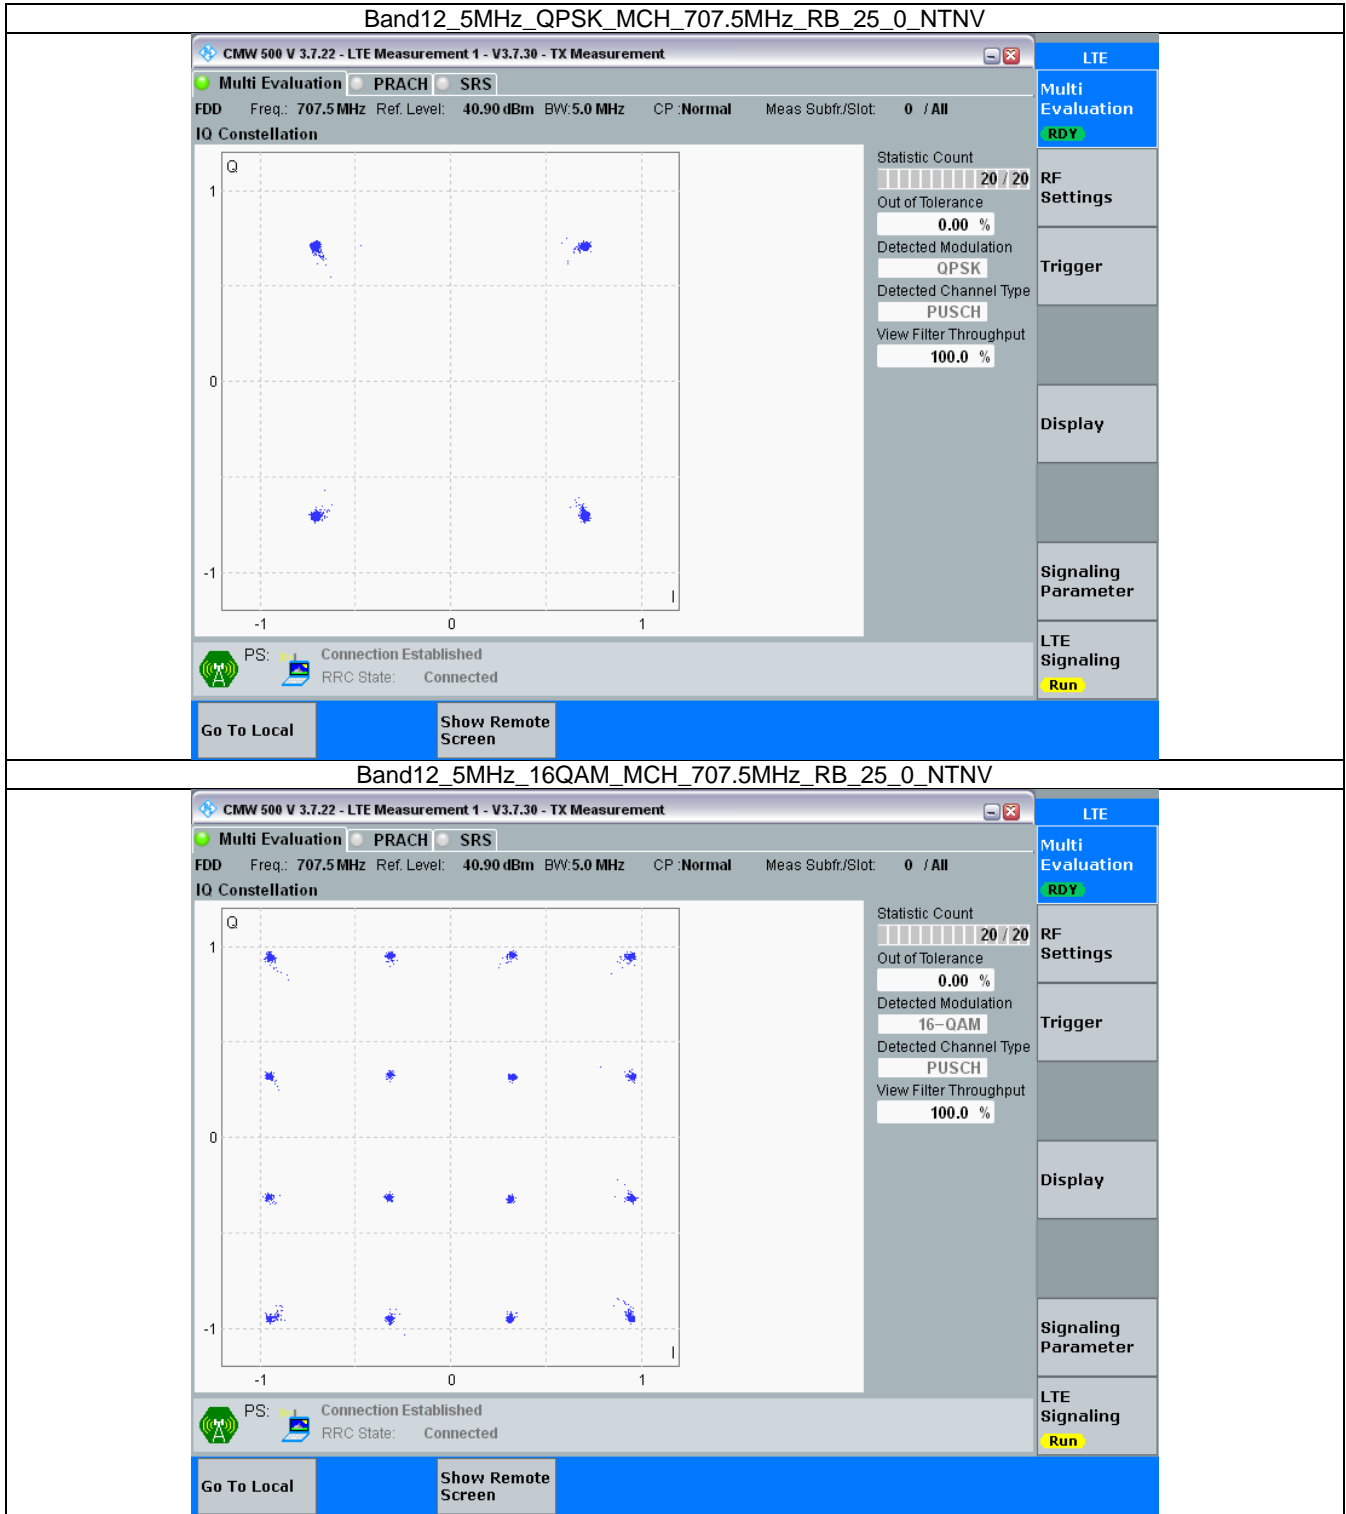 Band12_5MHz_QPSK_MCH_707.5MHz_RB_25_0_NTNV
CMW 500 V 3.7.22 - LTE Measurement 1 - V3.7.30 - TX Measurement
LTE
Multi Evaluation PRACH SRS
Multi
Evaluation
RDY
FDD Freq.: 707.5 MHz Ref. Level: 40.90 dBm BW: 5.0 MHz CP : Normal Meas Subfr./Slot: 0 / All
IQ Constellation
Q
1
0
-1
I
-1 0 1
Statistic Count
20 / 20
Out of Tolerance
0.00 %
Detected Modulation
QPSK
Detected Channel Type
PUSCH
View Filter Throughput
100.0 %
RF
Settings
Trigger
Display
Signaling
Parameter
LTE
Signaling
Run
PS: Connection Established
RRC State: Connected
Go To Local
Show Remote
Screen
Band12_5MHz_16QAM_MCH_707.5MHz_RB_25_0_NTNV
CMW 500 V 3.7.22 - LTE Measurement 1 - V3.7.30 - TX Measurement
LTE
Multi Evaluation PRACH SRS
Multi
Evaluation
RDY
FDD Freq.: 707.5 MHz Ref. Level: 40.90 dBm BW: 5.0 MHz CP : Normal Meas Subfr./Slot: 0 / All
IQ Constellation
Q
1
0
-1
I
-1 0 1
Statistic Count
20 / 20
Out of Tolerance
0.00 %
Detected Modulation
16-QAM
Detected Channel Type
PUSCH
View Filter Throughput
100.0 %
RF
Settings
Trigger
Display
Signaling
Parameter
LTE
Signaling
Run
PS: Connection Established
RRC State: Connected
Go To Local
Show Remote
Screen